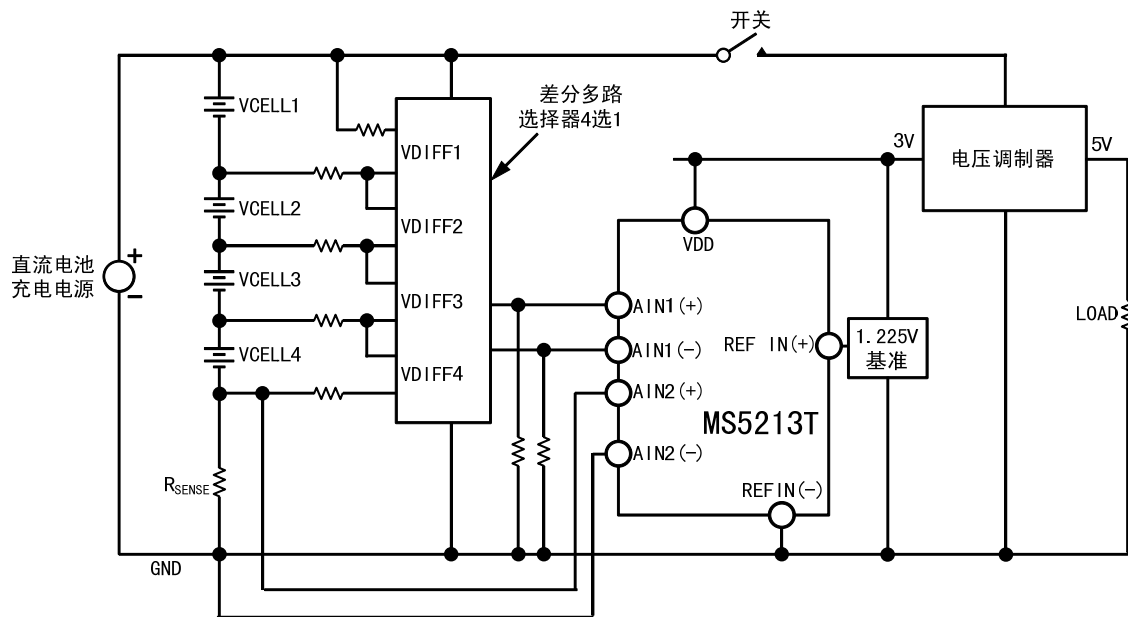 开关
VCELL1
差分多路
选择器4选1
VDIFF1
3V
电压调制器
5V
VCELL2
VDIFF2
VDD
直流电池
充电电源
+
−
VCELL3
VDIFF3
AIN1(+)
LOAD
REF IN(+)
1.225V
基准
AIN1(-)
VCELL4
VDIFF4
AIN2(+)
MS5213T
AIN2(-)
RSENSE
REFIN(-)
GND